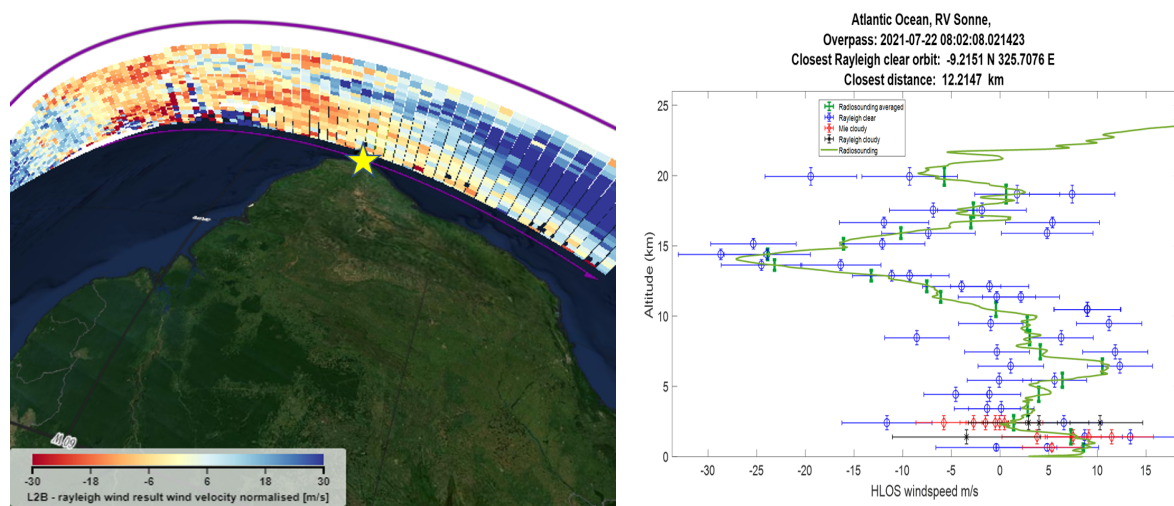 W 09
-30 -18 -6 6 18 30
L2B - rayleigh wind result wind velocity normalised [m/s]
Atlantic Ocean, RV Sonne,
Overpass: 2021-07-22 08:02:08.021423
Closest Rayleigh clear orbit: -9.2151 N 325.7076 E
Closest distance: 12.2147 km
Radiosounding averaged
Rayleigh clear
Mie cloudy
Rayleigh cloudy
Radiosounding
Altitude (km)
25
20
15
10
5
0
-30 -25 -20 -15 -10 -5 0 5 10 15
HLOS windspeed m/s